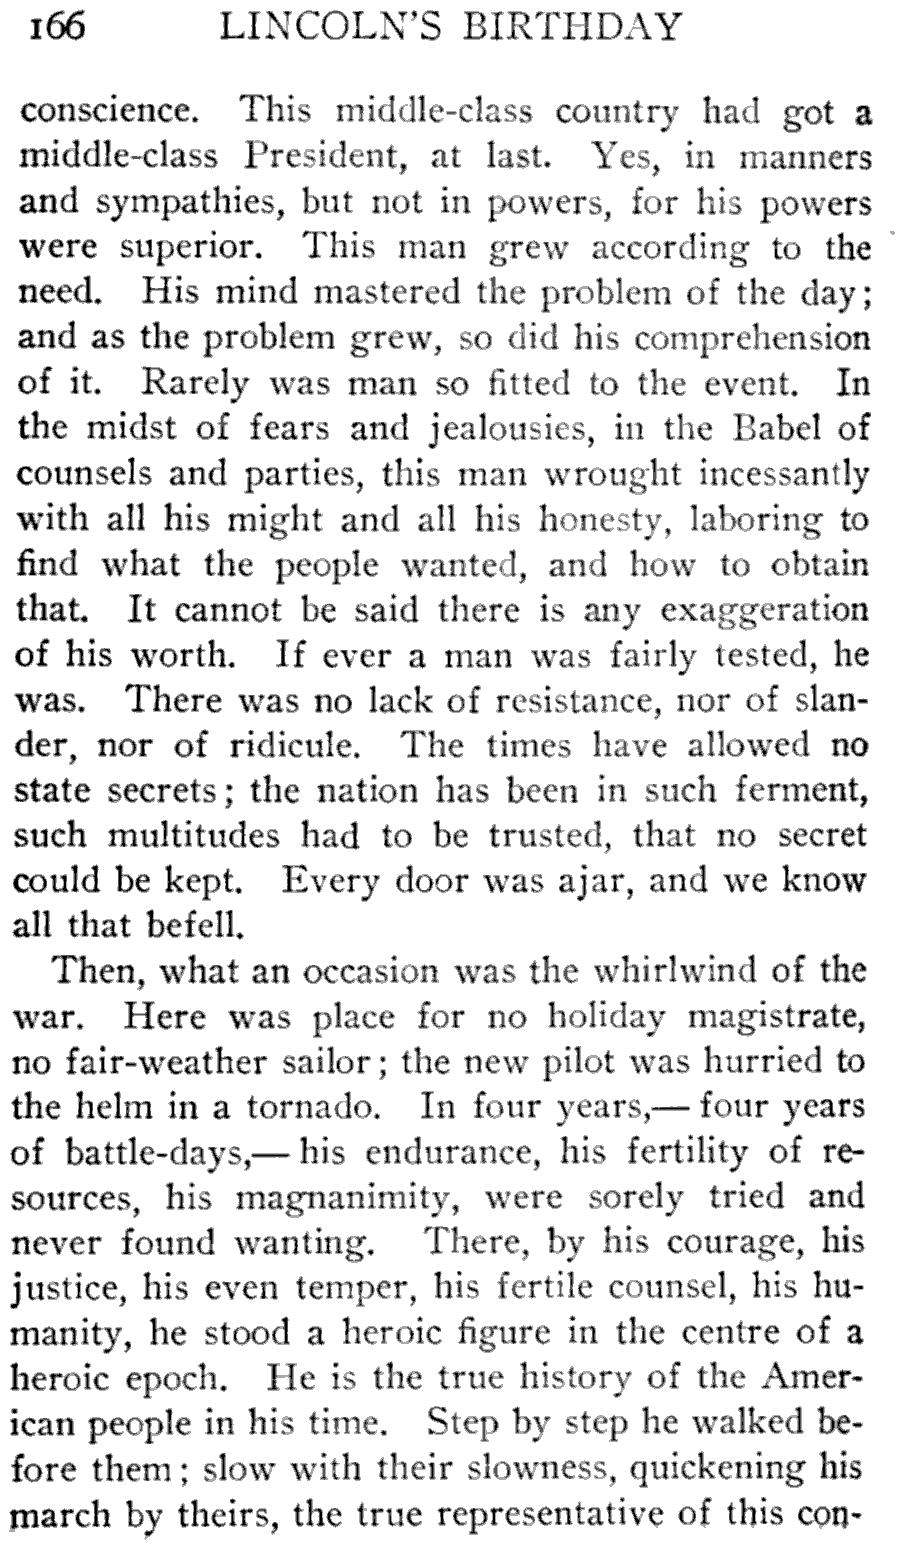 166 LINCOLN'S BIRTHDAY
conscience. This middle-class country had got a
middle-class President, at last. Yes, in manners
and sympathies, but not in powers, for his powers
were superior. This man grew according to the
need. His mind mastered the problem of the day;
and as the problem grew, so did his comprehension
of it. Rarely was man so fitted to the event. In
the midst of fears and jealousies, in the Babel of
counsels and parties, this man wrought incessantly
with all his might and all his honesty, laboring to
find what the people wanted, and how to obtain
that. It cannot be said there is any exaggeration
of his worth. If ever a man was fairly tested, he
was. There was no lack of resistance, nor of slan-
der, nor of ridicule. The times have allowed no
state secrets; the nation has been in such ferment,
such multitudes had to be trusted, that no secret
could be kept. Every door was ajar, and we know
all that befell.
Then, what an occasion was the whirlwind of the
war. Here was place for no holiday magistrate,
no fair-weather sailor; the new pilot was hurried to
the helm in a tornado. In four years,— four years
of battle-days,— his endurance, his fertility of re-
sources, his magnanimity, were sorely tried and
never found wanting. There, by his courage, his
justice, his even temper, his fertile counsel, his hu-
manity, he stood a heroic figure in the centre of a
heroic epoch. He is the true history of the Amer-
ican people in his time. Step by step he walked be-
fore them; slow with their slowness, quickening his
march by theirs, the true representative of this con-